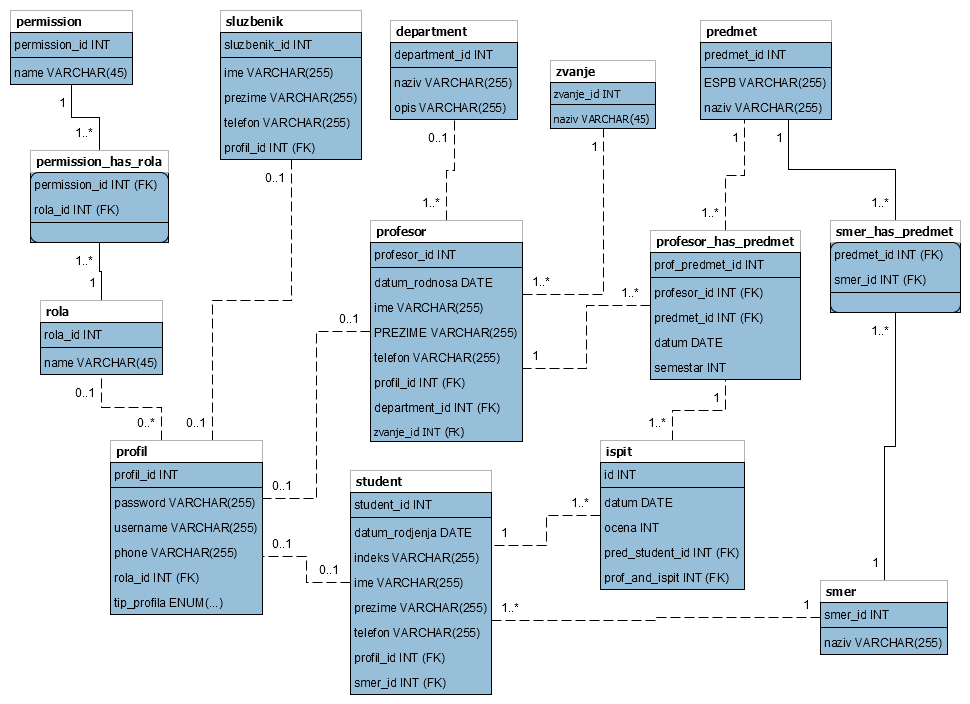 permission
permission_id INT
name VARCHAR(45)
1
1..*
permission_has_rola
permission_id INT (FK)
rola_id INT (FK)
1..*
1
rola
rola_id INT
name VARCHAR(45)
0..1
0..*
sluzbenik
sluzbenik_id INT
ime VARCHAR(255)
prezime VARCHAR(255)
telefon VARCHAR(255)
profil_id INT (FK)
0..1
0..1
profil
profil_id INT
password VARCHAR(255)
username VARCHAR(255)
phone VARCHAR(255)
rola_id INT (FK)
tip_profila ENUM(...)
0..1
0..1
0..1
0..1
department
department_id INT
naziv VARCHAR(255)
opis VARCHAR(255)
0..1
1..*
zvanje
zvanje_id INT
naziv VARCHAR(45)
1
1..*
profesor
profesor_id INT
datum_rodnosa DATE
ime VARCHAR(255)
PREZIME VARCHAR(255)
telefon VARCHAR(255)
profil_id INT (FK)
department_id INT (FK)
zvanje_id INT (FK)
1
1..*
student
student_id INT
datum_rodjenja DATE
indeks VARCHAR(255)
ime VARCHAR(255)
prezime VARCHAR(255)
telefon VARCHAR(255)
profil_id INT (FK)
smer_id INT (FK)
1
1..*
1..*
1
predmet
predmet_id INT
ESPB VARCHAR(255)
naziv VARCHAR(255)
1
1
1..*
1..*
profesor_has_predmet
prof_predmet_id INT
profesor_id INT (FK)
predmet_id INT (FK)
datum DATE
semestar INT
1
1..*
ispit
id INT
datum DATE
ocena INT
pred_student_id INT (FK)
prof_and_ispit INT (FK)
smer_has_predmet
predmet_id INT (FK)
smer_id INT (FK)
1..*
1
smer
smer_id INT
naziv VARCHAR(255)